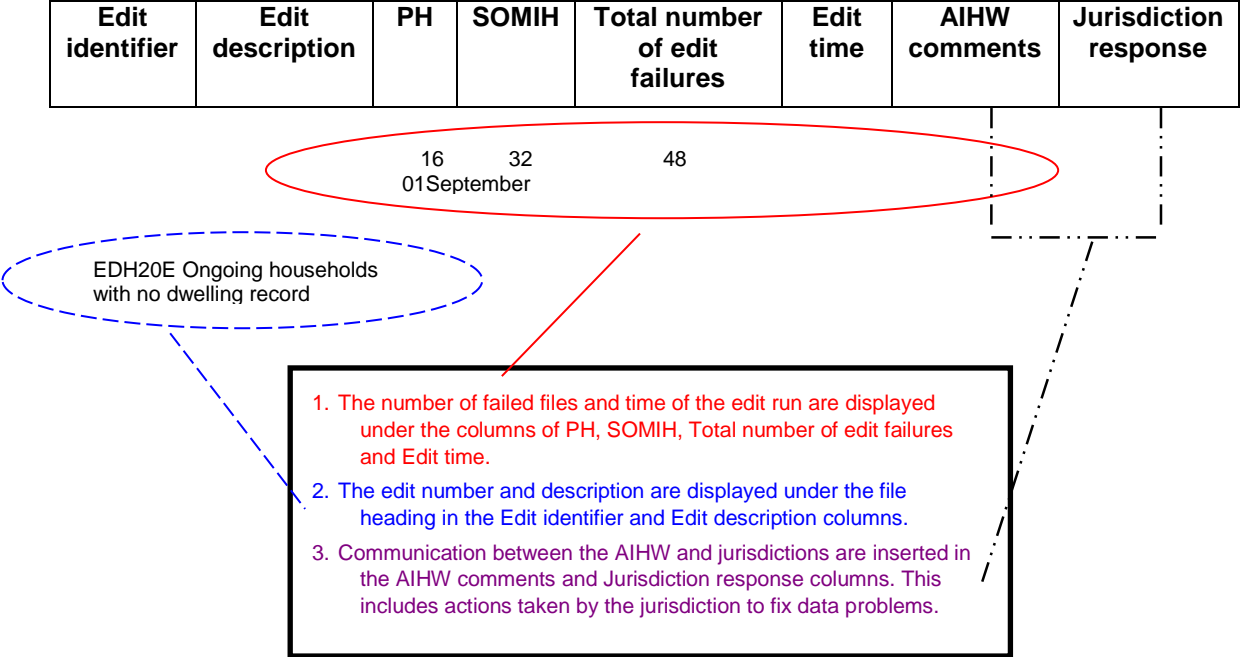 Edit identifier Edit description PH SOMIH Total number of edit failures Edit time AIHW comments Jurisdiction response
16 32 48
01September
EDH20E Ongoing households
with no dwelling record
1. The number of failed files and time of the edit run are displayed
under the columns of PH, SOMIH, Total number of edit failures
and Edit time.
2. The edit number and description are displayed under the file
heading in the Edit identifier and Edit description columns.
3. Communication between the AIHW and jurisdictions are inserted in
the AIHW comments and Jurisdiction response columns. This
includes actions taken by the jurisdiction to fix data problems.